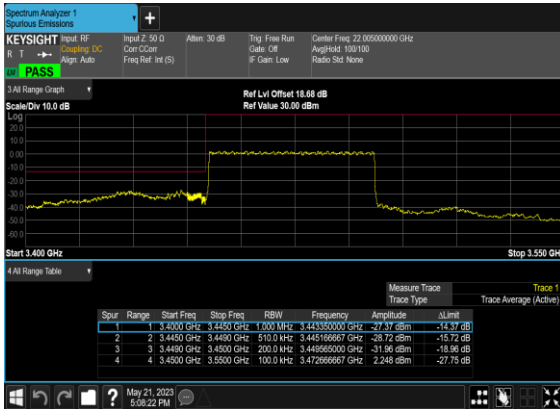 Spectrum Analyzer 1
Spurious Emissions
+
KEYSIGHT Input: RF Input Z: 50 Ω Atten: 30 dB Trig: Free Run Center Freq: 22.005000000 GHz
R T Coupling: DC Corr CCorr Gate: Off Avg|Hold: 100/100
Align: Auto Freq Ref: Int (S) IF Gain: Low Radio Std: None
LXI PASS
3 All Range Graph
Ref Lvl Offset 18.68 dB
Scale/Div 10.0 dB Ref Value 30.00 dBm
Log
20.0
10.0
0.00
-10.0
-20.0
-30.0
-40.0
-50.0
-60.0
Start 3.400 GHz Stop 3.550 GH
4 All Range Table
Measure Trace Trace 1
Trace Type Trace Average (Active)
Spur Range Start Freq Stop Freq RBW Frequency Amplitude ΔLimit
1 1 3.4000 GHz 3.4450 GHz 1.000 MHz 3.443350000 GHz -27.37 dBm -14.37 dB
2 2 3.4450 GHz 3.4490 GHz 510.0 kHz 3.445166667 GHz -28.72 dBm -15.72 dB
3 3 3.4490 GHz 3.4500 GHz 200.0 kHz 3.449565000 GHz -31.96 dBm -18.96 dB
4 4 3.4500 GHz 3.5500 GHz 100.0 kHz 3.472666667 GHz 2.248 dBm -27.75 dB
?
May 21, 2023
5:08:22 PM